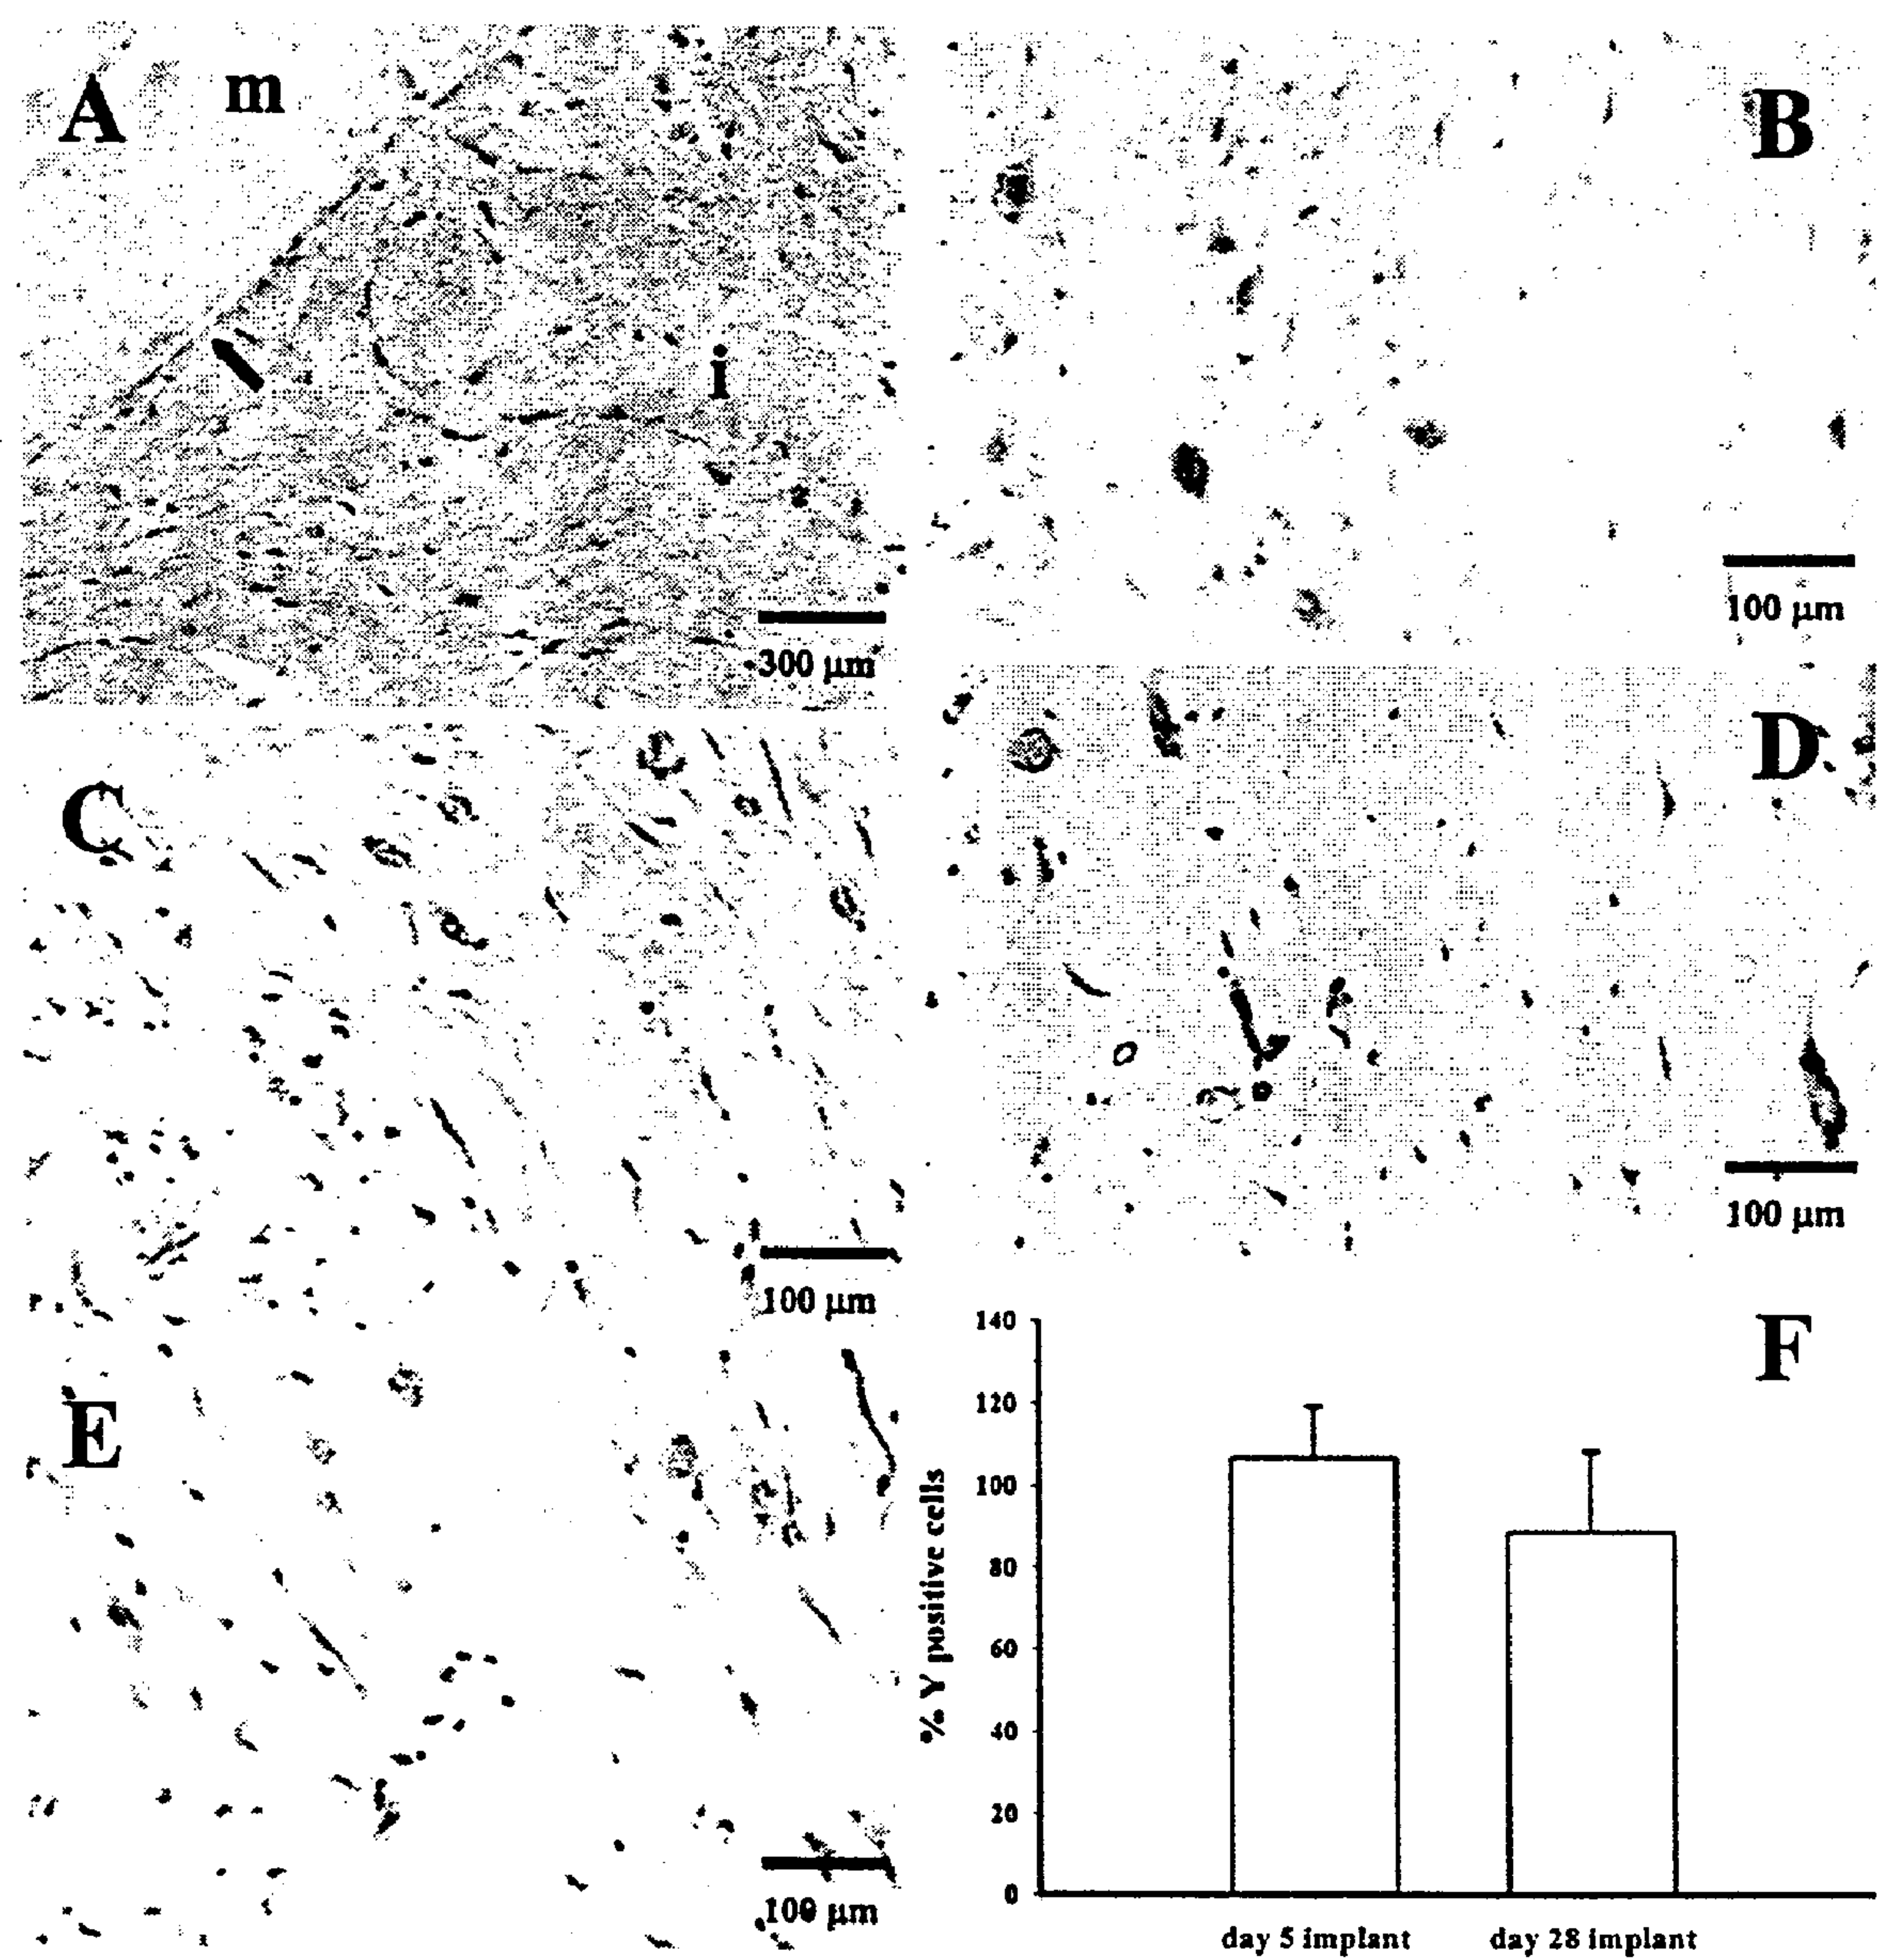 A
m
i
300 μm
B
100 μm
C
100 μm
D
100 μm
E
100 μm
F
% Y positive cells
140
120
100
80
60
40
20
0
day 5 implant
day 28 implant